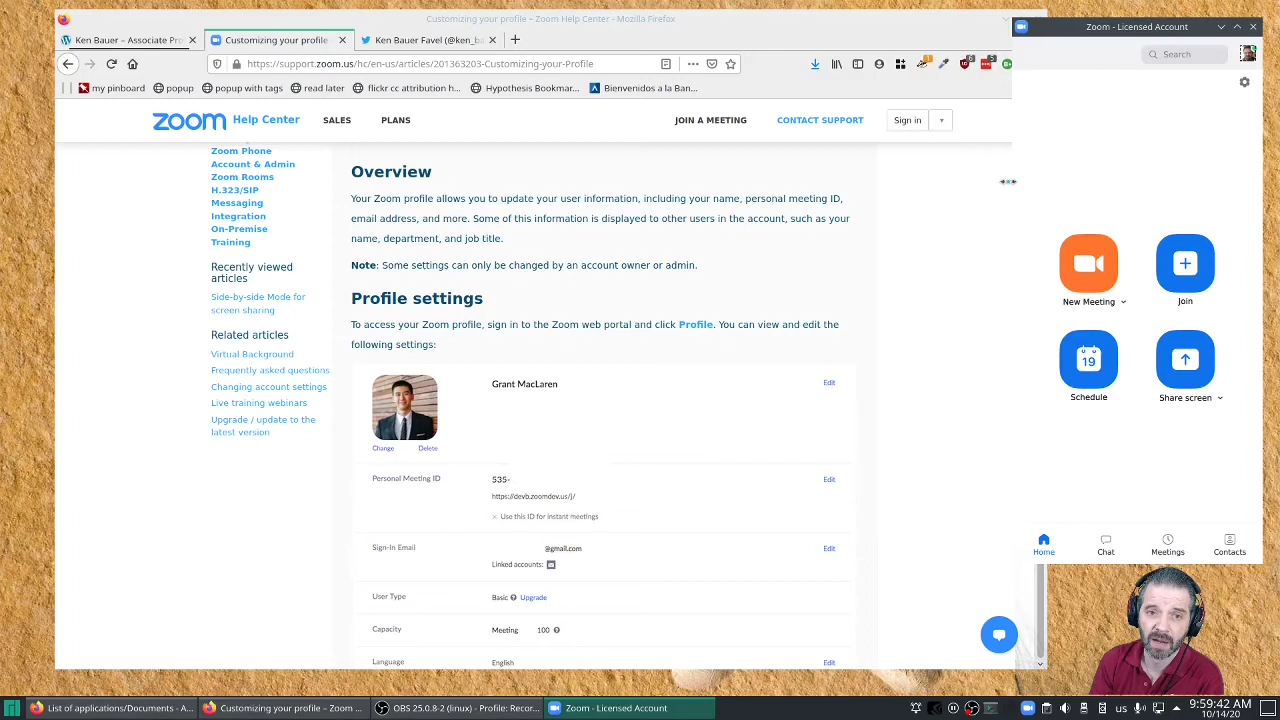 Customizing your profile – Zoom Help Center - Mozilla Firefox
Zoom - Licensed Account
Ken Bauer – Associate Pro
Customizing your profile
Ken Bauer Favel (@ken_ba
https://support.zoom.us/hc/en-us/articles/201363203-Customizing-your-Profile
Search
my pinboard
popup
popup with tags
read later
flickr cc attribution h...
Hypothesis Bookmar...
Bienvenidos a la Ban...
zoom Help Center
SALES
PLANS
JOIN A MEETING
CONTACT SUPPORT
Sign in
Zoom Phone
Account & Admin
Zoom Rooms
H.323/SIP
Messaging
Integration
On-Premise
Training
Recently viewed
articles
Side-by-side Mode for
screen sharing
Related articles
Virtual Background
Frequently asked questions
Changing account settings
Live training webinars
Upgrade / update to the
latest version
Overview
Your Zoom profile allows you to update your user information, including your name, personal meeting ID,
email address, and more. Some of this information is displayed to other users in the account, such as your
name, department, and job title.
Note: Some settings can only be changed by an account owner or admin.
Profile settings
To access your Zoom profile, sign in to the Zoom web portal and click Profile. You can view and edit the
following settings:
Grant MacLaren
Edit
Change
Delete
Personal Meeting ID
535-
Edit
https://devb.zoomdev.us/j/
× Use this ID for instant meetings
Sign-In Email
@gmail.com
Edit
Linked accounts:
User Type
Basic
Upgrade
Capacity
Meeting
100
Language
English
Edit
New Meeting
Join
19
Schedule
Share screen
Home
Chat
Meetings
Contacts
List of applications/Documents - A...
Customizing your profile – Zoom ...
OBS 25.0.8-2 (linux) - Profile: Recor...
Zoom - Licensed Account
us
9:59:42 AM
10/14/20